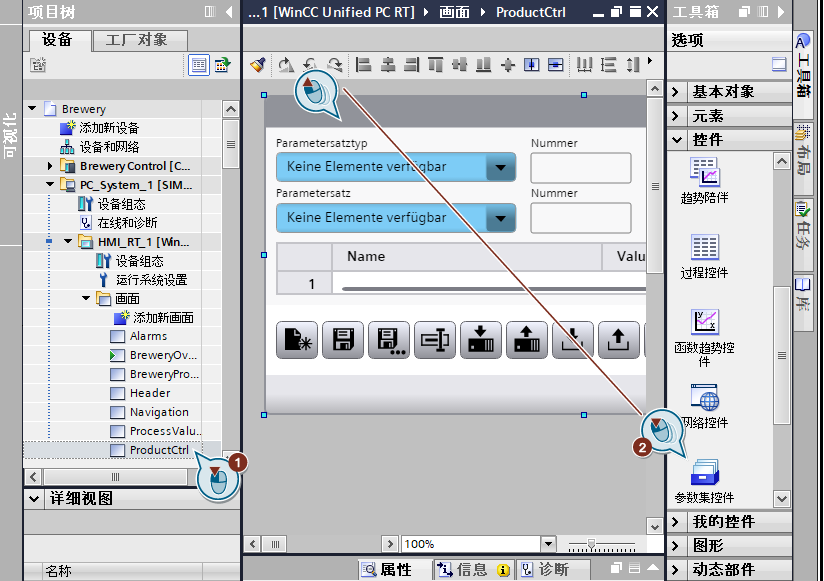 项目树
设备
工厂对象
Brewery
添加新设备
设备和网络
Brewery Control [C...
PC_System_1 [SIM...
设备组态
在线和诊断
HMI_RT_1 [Win...
设备组态
运行系统设置
画面
添加新画面
Alarms
BreweryOv...
BreweryPro...
Header
Navigation
ProcessValu...
ProductCtrl
1
详细视图
名称
...1 [WinCC Unified PC RT]
画面
ProductCtrl
Parametersatztyp
Nummer
Keine Elemente verfügbar
Parametersatz
Nummer
Keine Elemente verfügbar
Name
Valu
1
2
100%
属性
信息
诊断
工具箱
选项
基本对象
元素
控件
趋势陪伴
过程控件
函数趋势控
件
网络控件
参数集控件
我的控件
图形
动态部件
工具箱
布局
任务
库